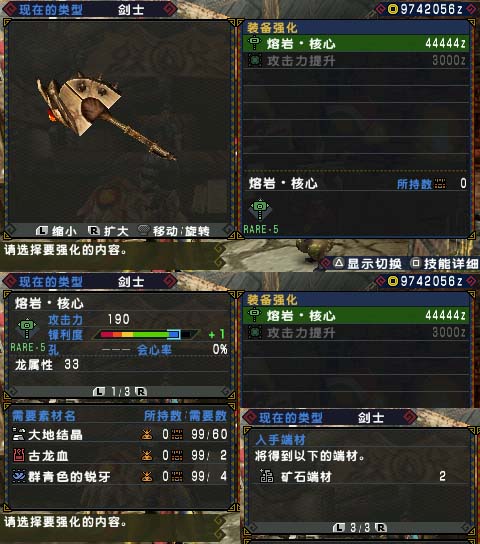 现在的类型 剑士
9742056z
装备强化
熔岩・核心 44444z
攻击力提升 3000z
熔岩・核心 所持数 0
RARE-5
L 缩小 R 扩大 移动/旋转
请选择要强化的内容。
△显示切换 □技能详细
现在的类型 剑士
9742056z
熔岩・核心
攻击力 190
锋利度 +1
RARE-5 孔 --- 会心率 0%
龙属性 33
L 1/3 R
装备强化
熔岩・核心 44444z
攻击力提升 3000z
需要素材名 所持数:需要数
大地结晶 0 99/60
古龙血 0 99/ 2
群青色的锐牙 0 99/ 4
请选择要强化的内容。
现在的类型 剑士
入手端材
将得到以下的端材。
矿石端材 2
L 3/3 R